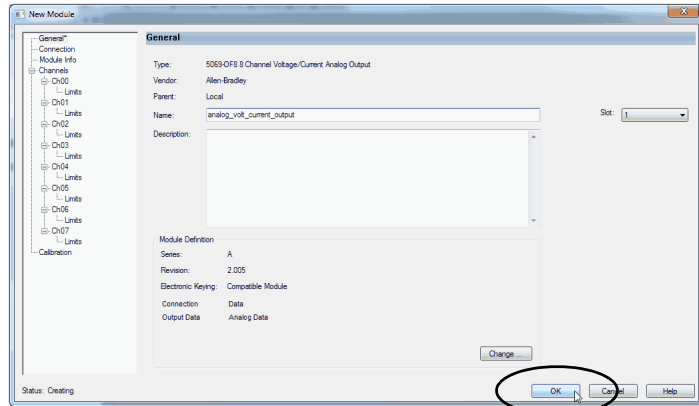 New Module
General*
Connection
Module Info
Channels
Ch00
Limits
Ch01
Limits
Ch02
Limits
Ch03
Limits
Ch04
Limits
Ch05
Limits
Ch06
Limits
Ch07
Limits
Calibration
General
Type: 5069-OF8 8 Channel Voltage/Current Analog Output
Vendor: Allen-Bradley
Parent: Local
Name: analog_volt_current_output
Slot: 1
Description:
Module Definition
Series: A
Revision: 2.005
Electronic Keying: Compatible Module
Connection Data
Output Data Analog Data
Change ...
Status: Creating
OK Cancel Help